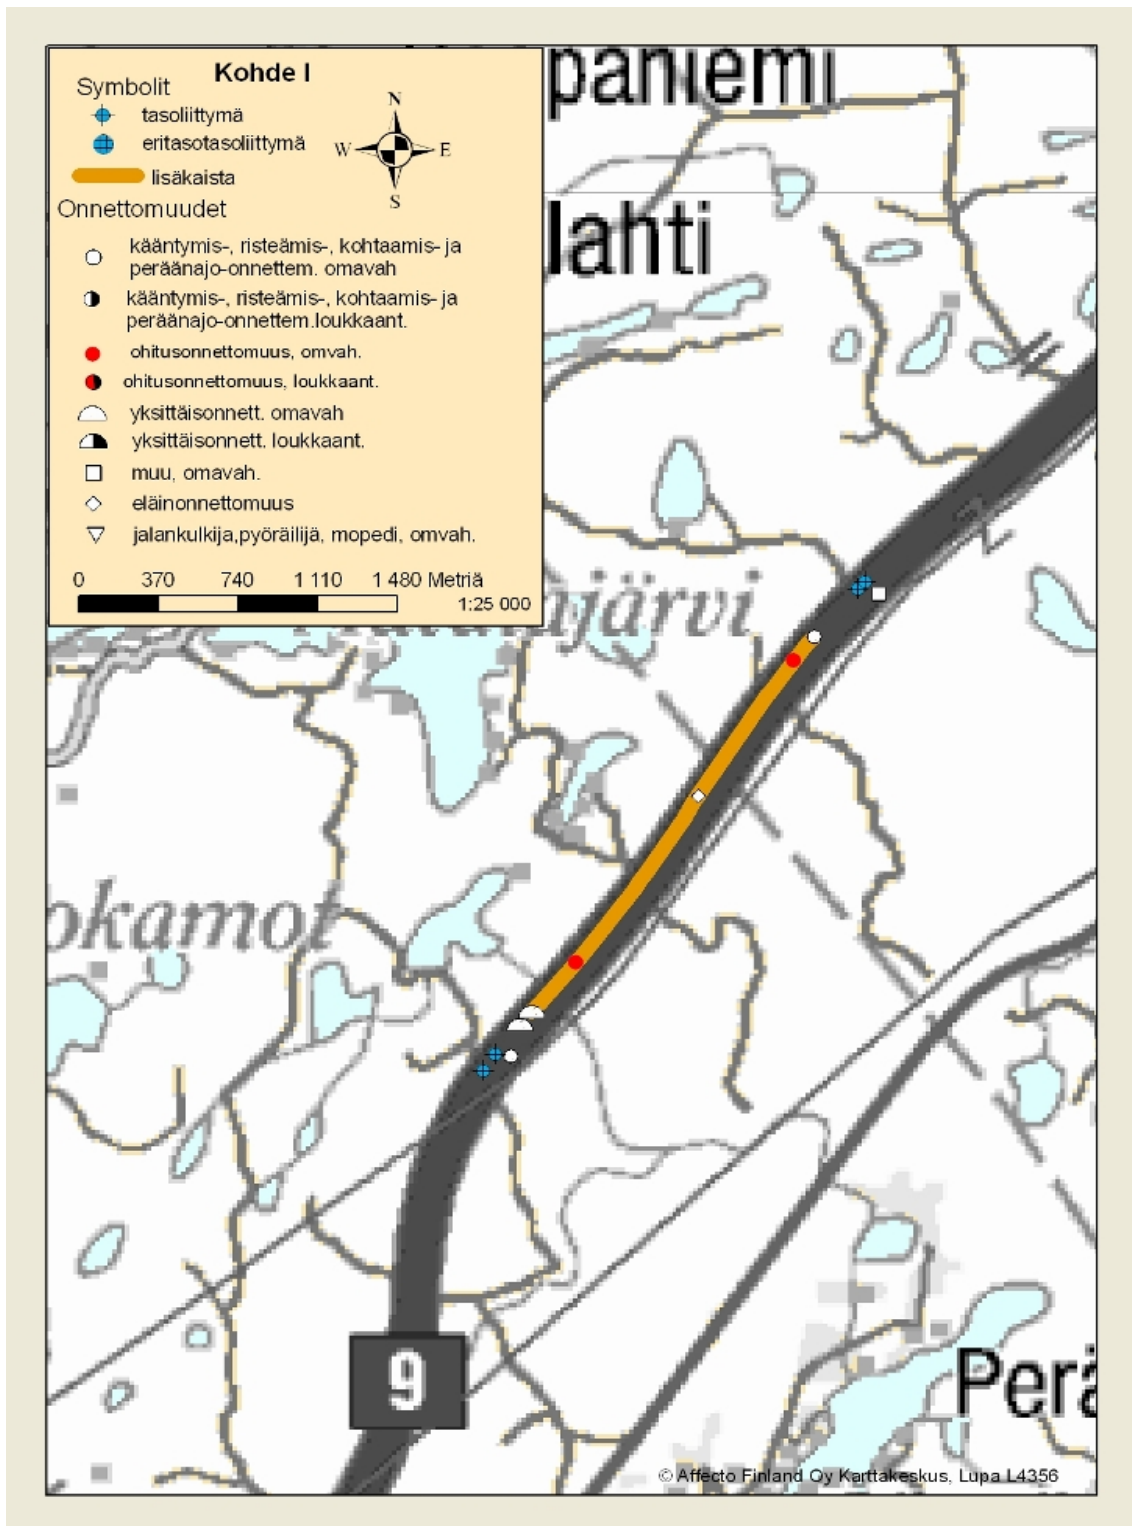 Kohde I
Symbolit
tasoliittymä
eritasotasoliittymä
lisäkaista
N
W
E
S
Onnettomuudet
kääntymis-, risteämis-, kohtaamis- ja
peräänajo-onnettem. omavah
kääntymis-, risteämis-, kohtaamis- ja
peräänajo-onnettem.loukkaant.
ohitusonnettomuus, omvah.
ohitusonnettomuus, loukkaant.
yksittäisonnett. omavah
yksittäisonnett. loukkaant.
muu, omavah.
eläinonnettomuus
jalankulkija,pyöräilijä, mopedi, omvah.
0 370 740 1 110 1 480 Metriä
1:25 000
paniemi
lahti
ajärvi
okamot
9
Perä
© Affecto Finland Oy Karttakeskus, Lupa L4356